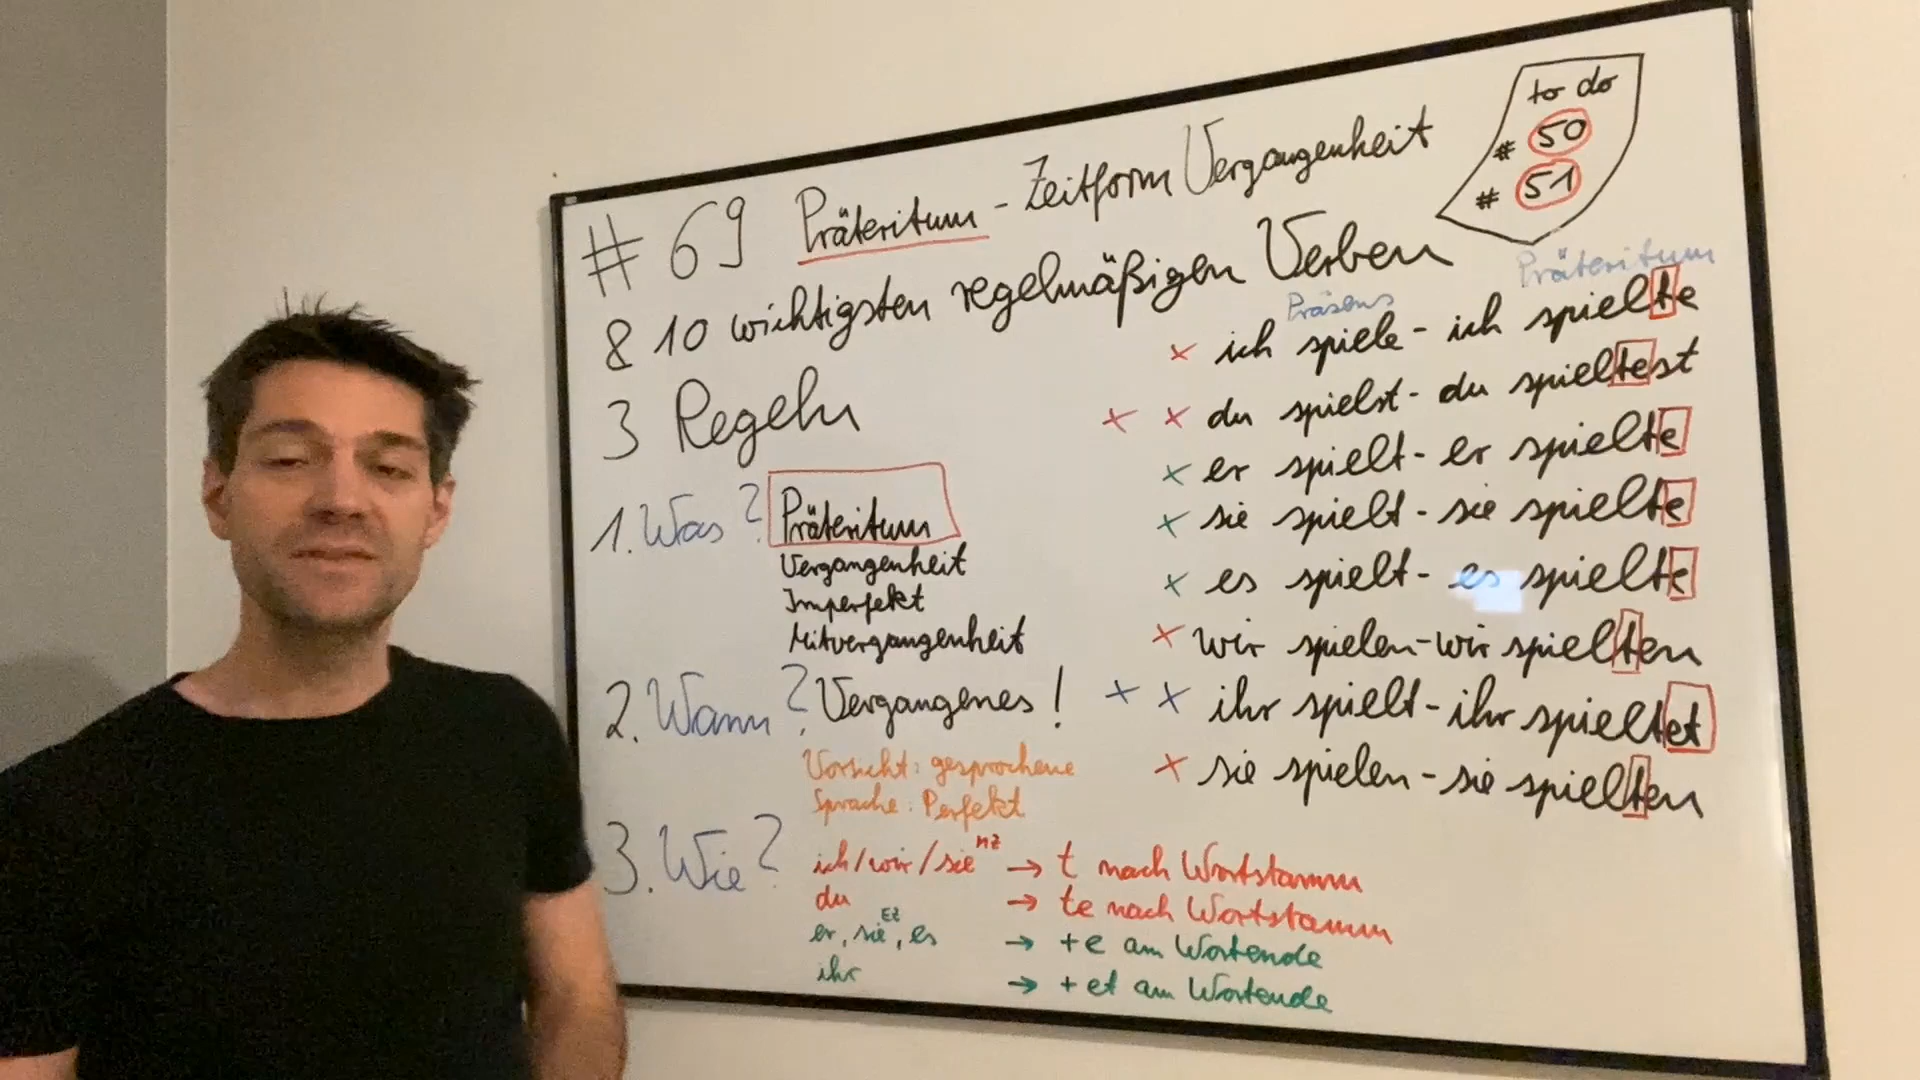 to do
# 50
# 51
# 69 Präteritum - Zeitform Vergangenheit
& 10 wichtigsten regelmäßigen Verben
3 Regeln
1. Was? Präteritum
Vergangenheit
Imperfekt
Mitvergangenheit
2. Wann? Vergangenes!
Vorsicht: gesprochene
Sprache: Perfekt
3. Wie?
ich/wir/sie MZ → t nach Wortstamm
du → te nach Wortstamm
er, sie EZ, es → +e am Wortende
ihr → + et am Wortende
Präsens Präteritum
x ich spiele - ich spielte
x x du spielst - du spieltest
x er spielt - er spielte
x sie spielt - sie spielte
x es spielt - es spielte
x wir spielen - wir spielten
x x ihr spielt - ihr spieltet
x sie spielen - sie spielten